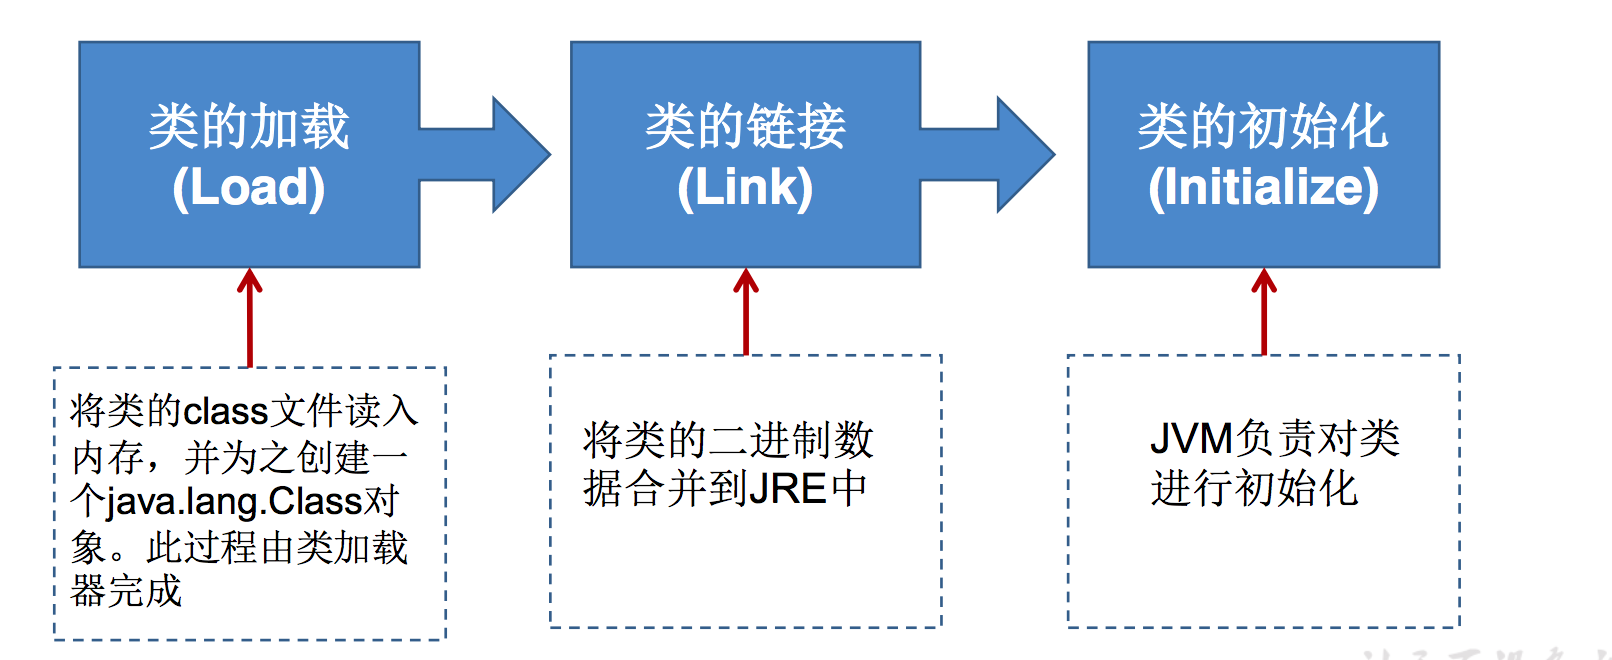 类的加载
(Load)
类的链接
(Link)
类的初始化
(Initialize)
将类的class文件读入
内存，并为之创建一
个java.lang.Class对
象。此过程由类加载
器完成
将类的二进制数
据合并到JRE中
JVM负责对类
进行初始化